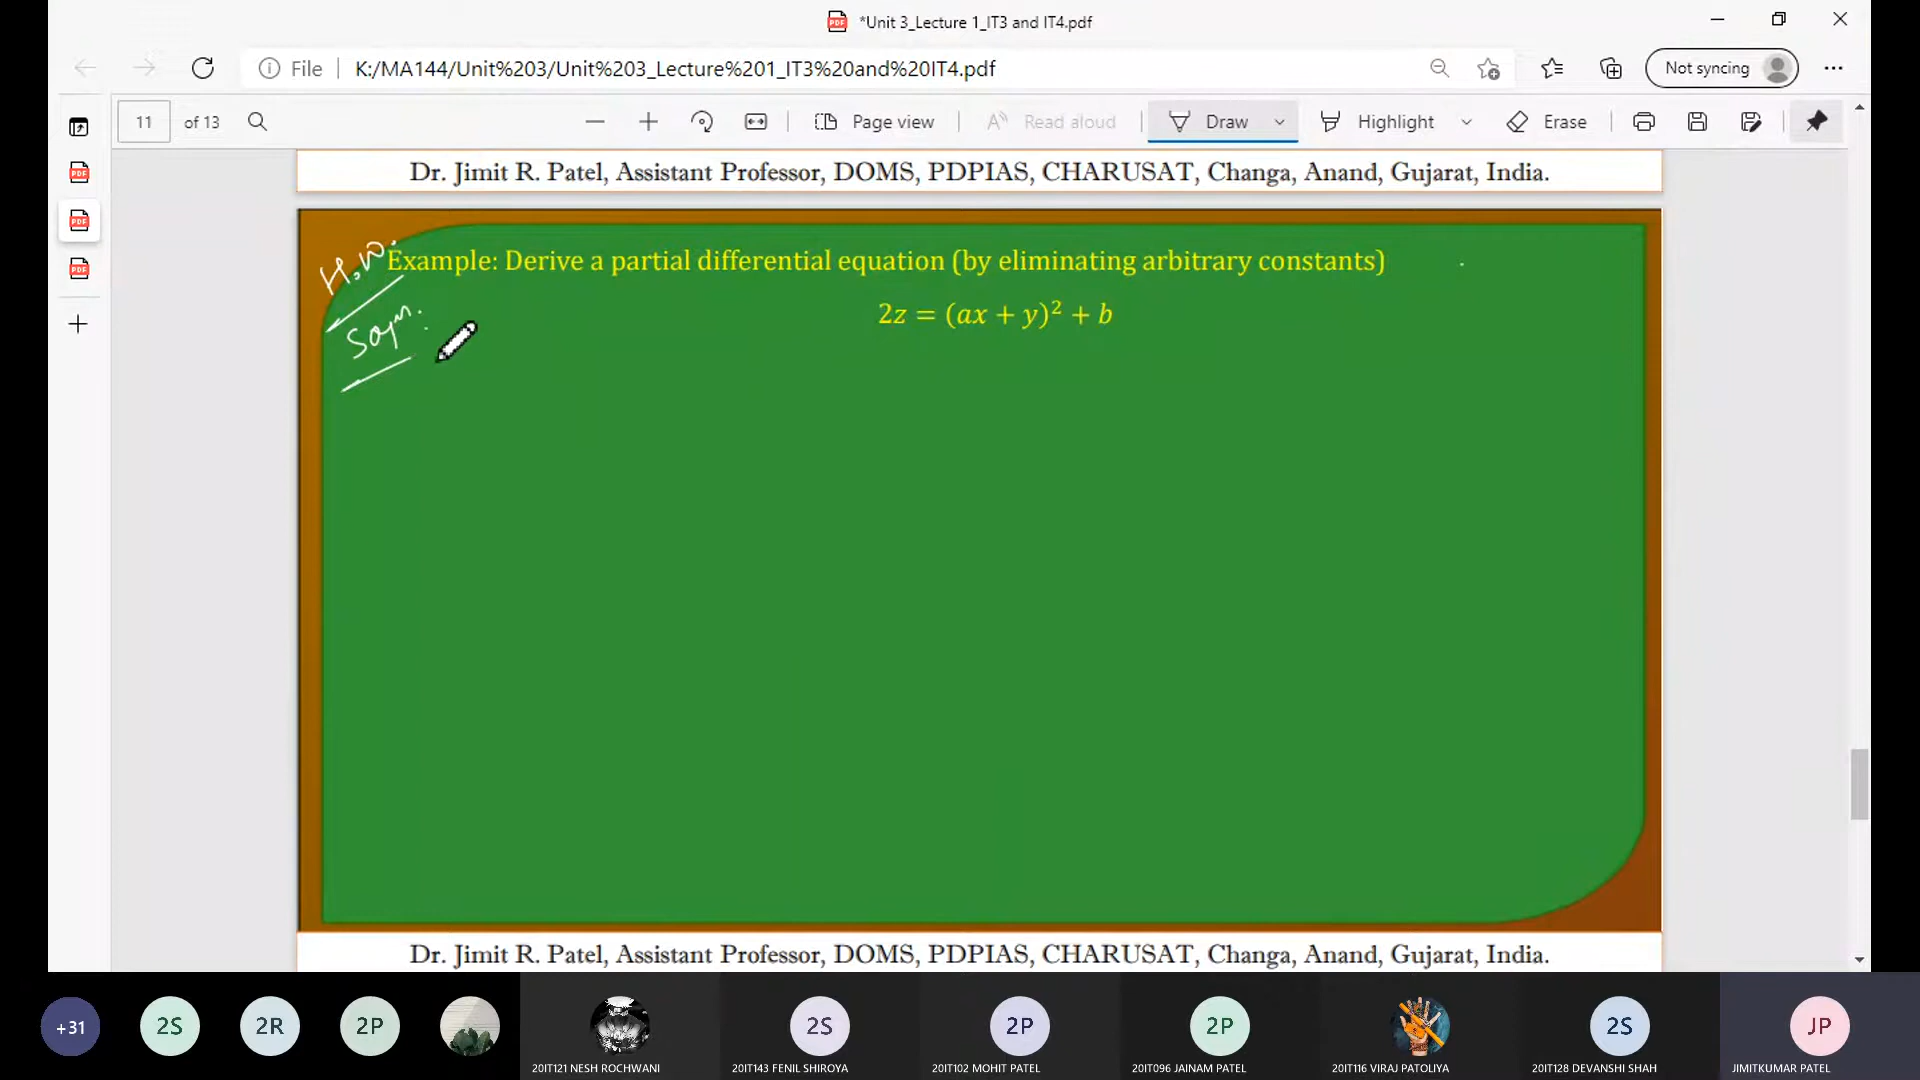 *Unit 3_Lecture 1_IT3 and IT4.pdf
File | K:/MA144/Unit%203/Unit%203_Lecture%201_IT3%20and%20IT4.pdf
Not syncing
11 of 13
Page view
Read aloud
Draw
Highlight
Erase
Dr. Jimit R. Patel, Assistant Professor, DOMS, PDPIAS, CHARUSAT, Changa, Anand, Gujarat, India.
H.W.
Example: Derive a partial differential equation (by eliminating arbitrary constants)
2z = (ax + y)² + b
Dr. Jimit R. Patel, Assistant Professor, DOMS, PDPIAS, CHARUSAT, Changa, Anand, Gujarat, India.
+31
2S
2R
2P
2S
2P
2P
2S
JP
20IT121 NESH ROCHWANI
20IT143 FENIL SHIROYA
20IT102 MOHIT PATEL
20IT096 JAINAM PATEL
20IT116 VIRAJ PATOLIYA
20IT128 DEVANSHI SHAH
JIMITKUMAR PATEL